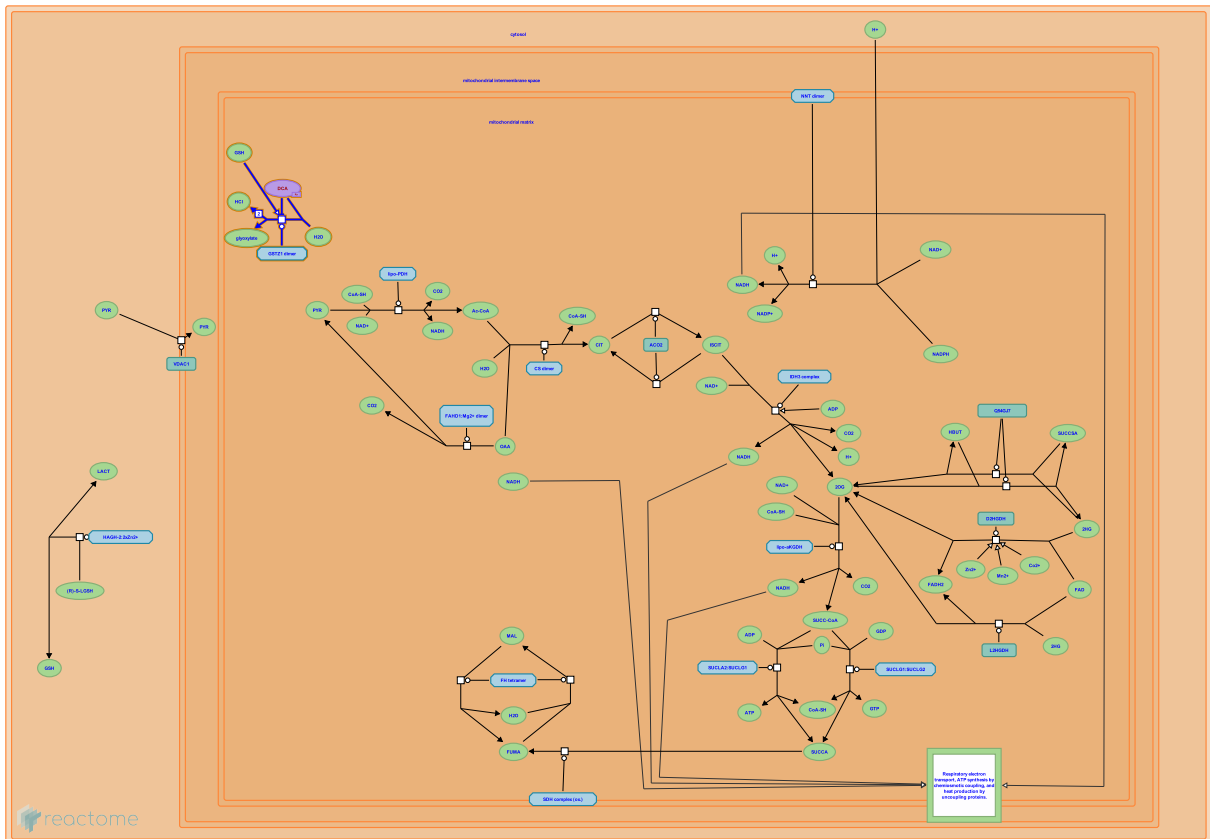 H+
cytosol
mitochondrial intermembrane space
NNT dimer
mitochondrial matrix
GSH
DCA
HCl
2
glyoxylate
H2O
GSTZ1 dimer
H+
NAD+
NADH
NADP+
NADPH
lipo-PDH
CoA-SH
CO2
PYR
Ac-CoA
NAD+
NADH
PYR
PYR
VDAC1
CoA-SH
CIT
ACO2
ISCIT
H2O
CS dimer
NAD+
IDH3 complex
ADP
CO2
FAHD1:Mg2+ dimer
OAA
CO2
H+
NADH
Q84GJ7
HBUT
SUCCSA
LACT
NADH
NAD+
2OG
CoA-SH
D2HGDH
2HG
HAGH-2:2xZn2+
lipo-aKGDH
Zn2+
Mn2+
Co2+
(R)-S-LGSH
NADH
CO2
FADH2
FAD
SUCC-CoA
MAL
ADP
Pi
GDP
L2HGDH
2HG
GSH
FH tetramer
SUCLA2:SUCLG1
SUCLG1:SUCLG2
H2O
ATP
CoA-SH
GTP
FUMA
SUCCA
SDH complex (ox.)
Respiratory electron
transport, ATP synthesis by
chemiosmotic coupling, and
heat production by
uncoupling proteins.
reactome